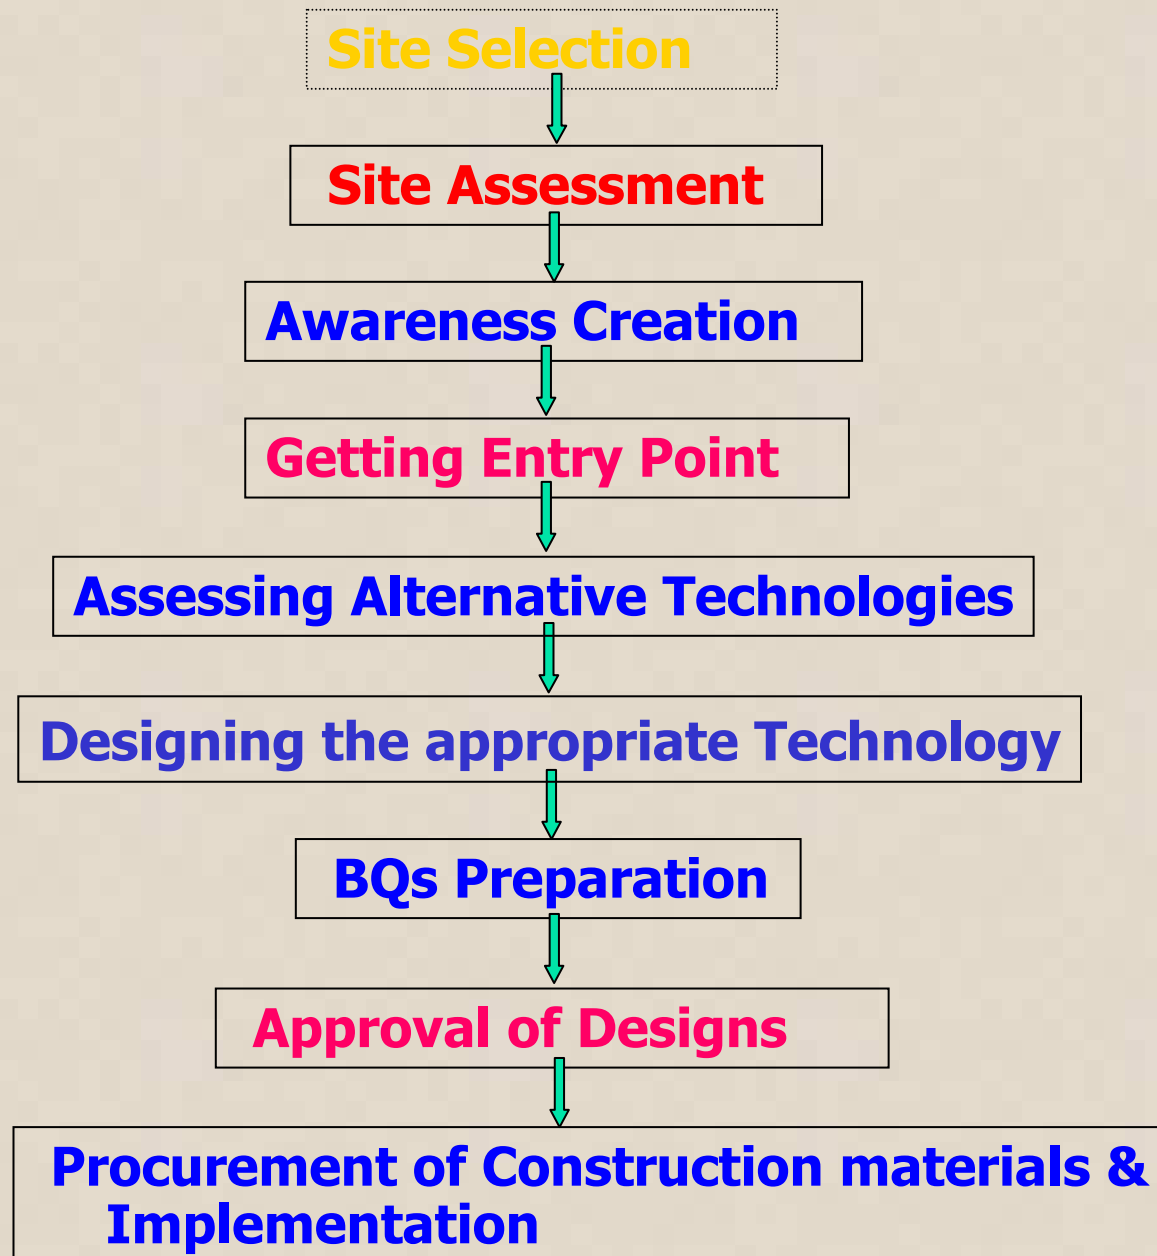 Site Selection
Site Assessment
Awareness Creation
Getting Entry Point
Assessing Alternative Technologies
Designing the appropriate Technology
BQs Preparation
Approval of Designs
Procurement of Construction materials &
Implementation